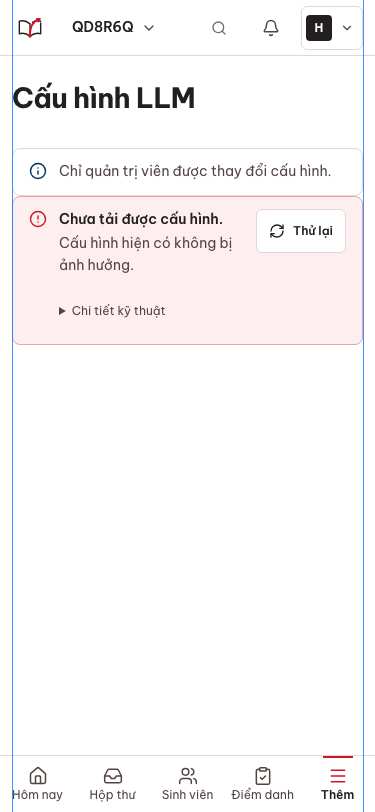 QD8R6Q
H
Cấu hình LLM
Chỉ quản trị viên được thay đổi cấu hình.
Chưa tải được cấu hình.
Cấu hình hiện có không bị
ảnh hưởng.
Thử lại
Chi tiết kỹ thuật
Hôm nay
Hộp thư
Sinh viên
Điểm danh
Thêm